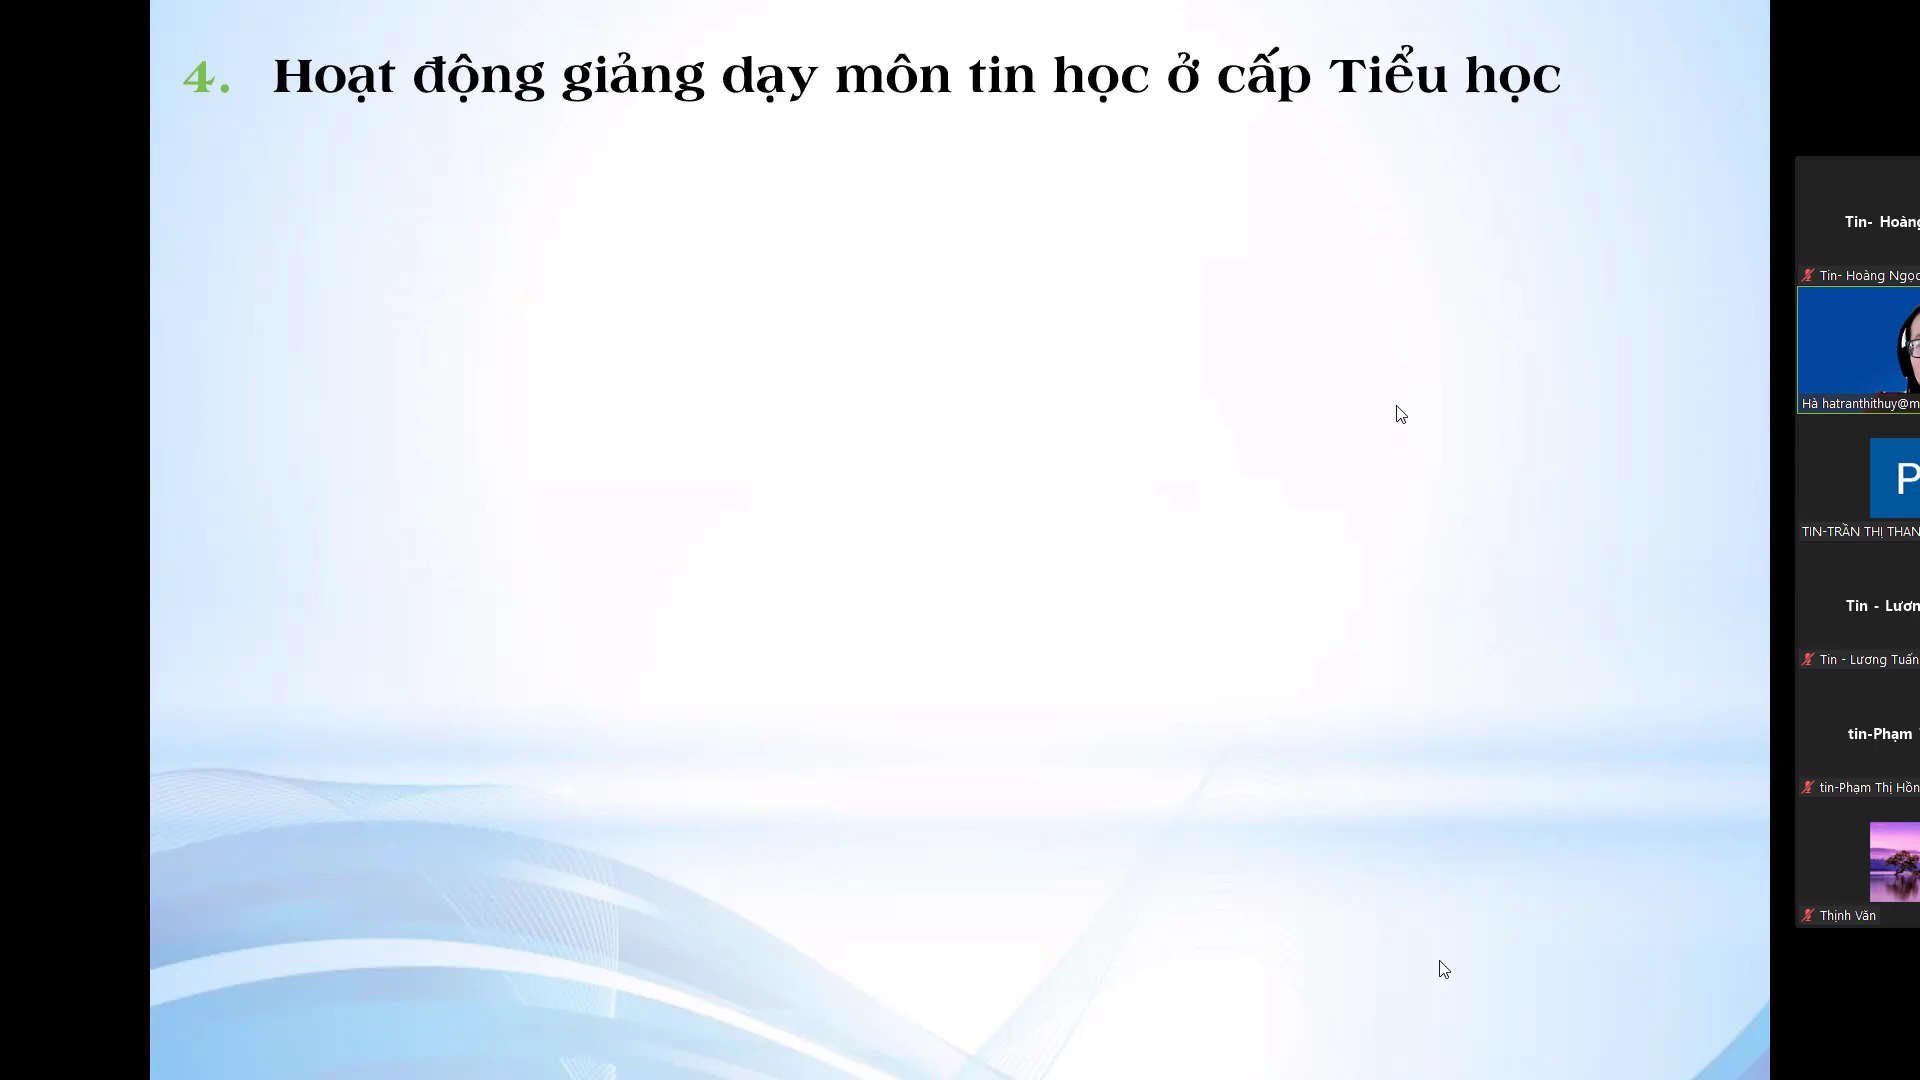 4. Hoạt động giảng dạy môn tin học ở cấp Tiểu học
Tin- Hoàng
Tin- Hoàng Ngọc
Hà hatranthithuy@m
P
TIN-TRẦN THỊ THAN
Tin - Lươn
Tin - Lương Tuấn
tin-Phạm
tin-Phạm Thị Hồn
Thịnh Văn